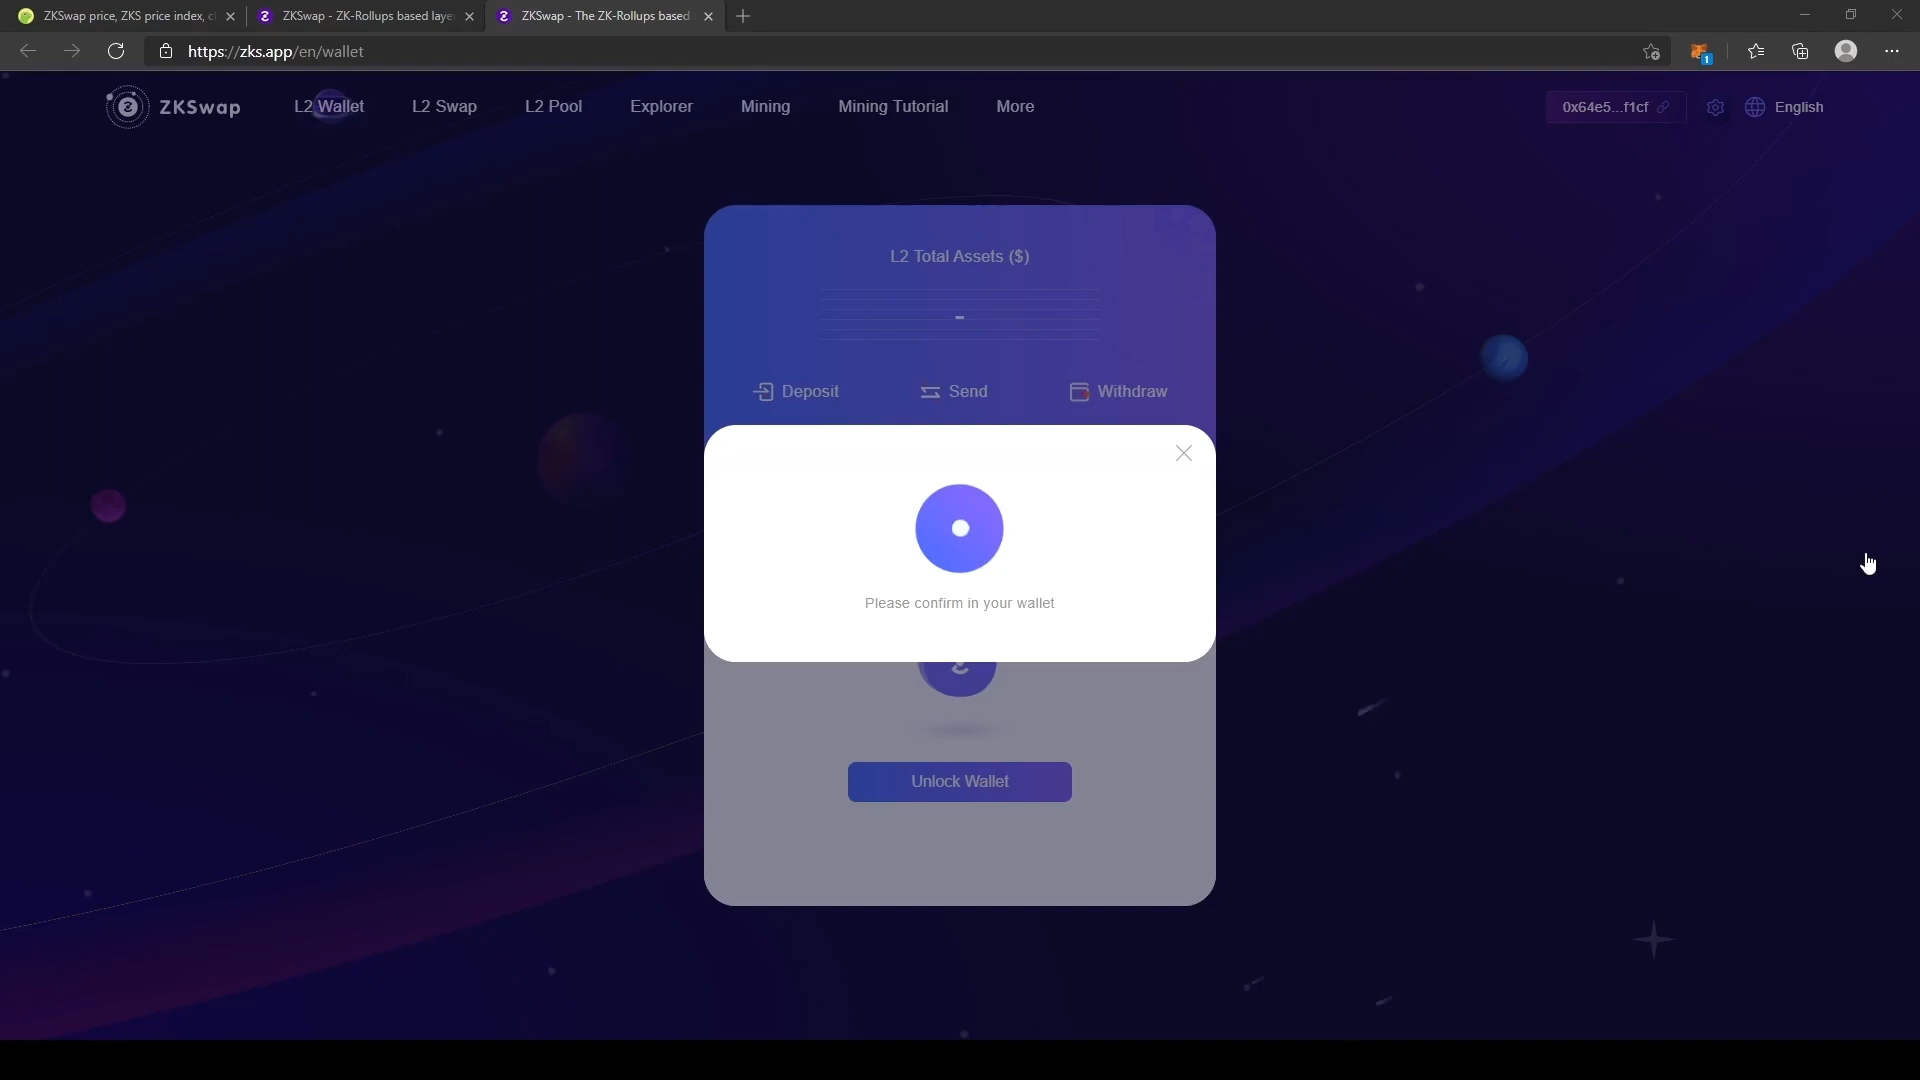 ZKSwap price, ZKS price index, c
ZKSwap - ZK-Rollups based laye
ZKSwap - The ZK-Rollups based
https://zks.app/en/wallet
1
ZKSwap
L2 Wallet
L2 Swap
L2 Pool
Explorer
Mining
Mining Tutorial
More
0x64e5...f1cf
English
L2 Total Assets ($)
-
Deposit
Send
Withdraw
Please confirm in your wallet
Unlock Wallet